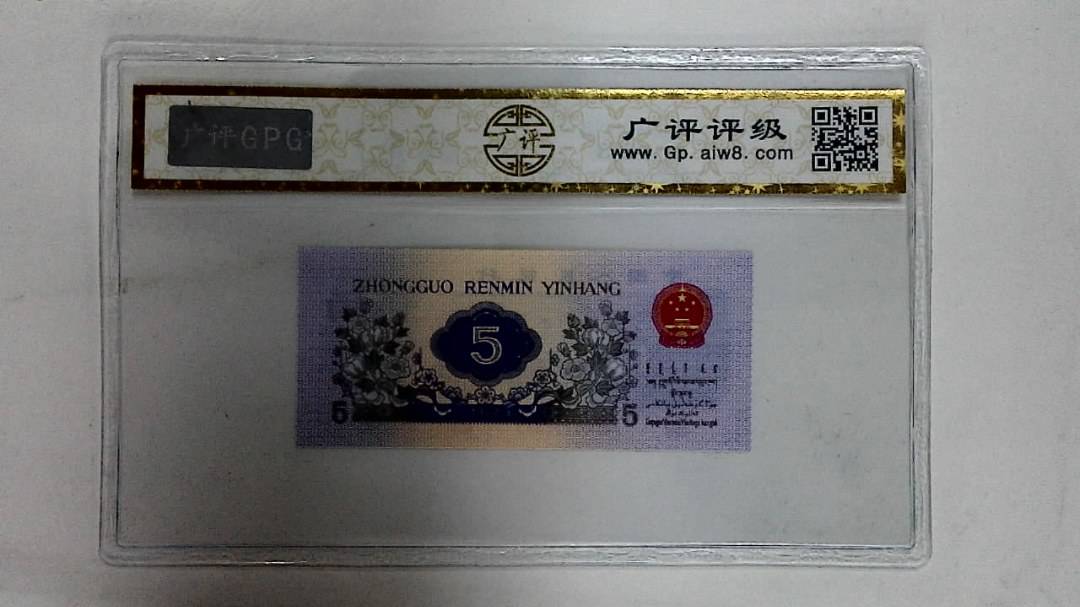 广评GPG
广评
广评评级
www.Gp.aiw8.com
ZHONGGUO RENMIN YINHANG
5
5
5